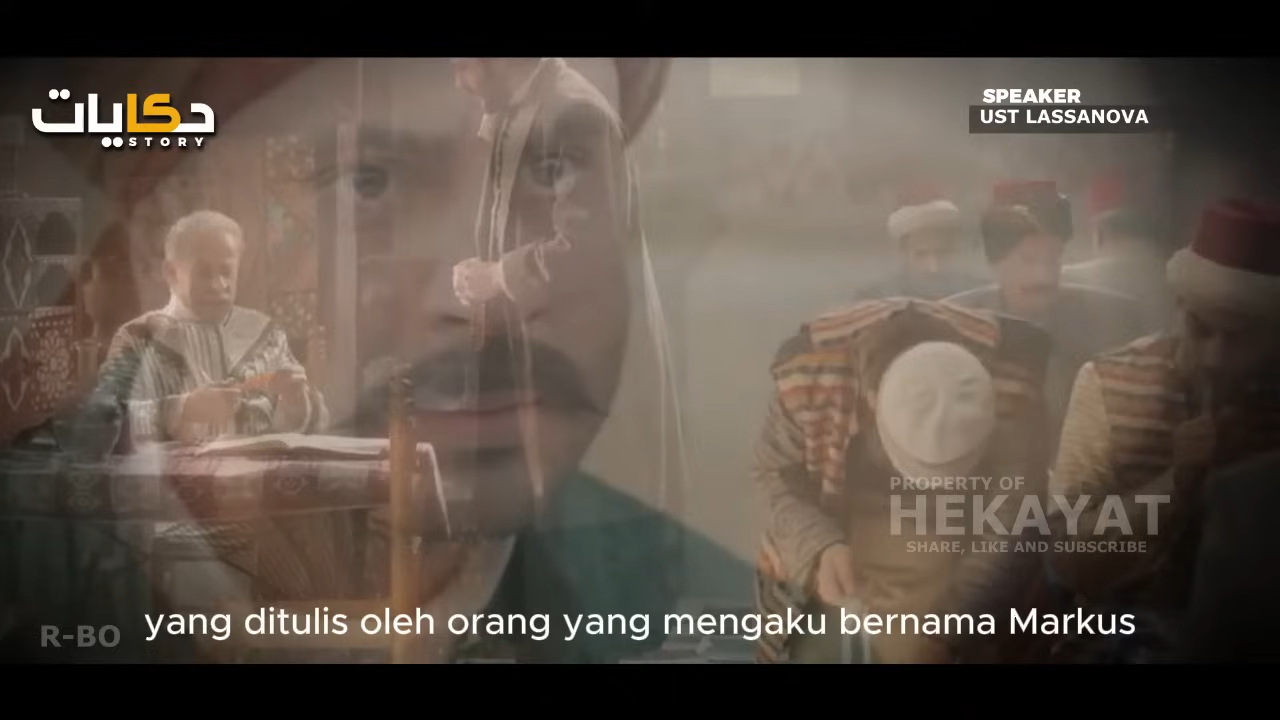 حكايات
STORY
SPEAKER
UST LASSANOVA
PROPERTY OF
HEKAYAT
SHARE, LIKE AND SUBSCRIBE
R-BO
yang ditulis oleh orang yang mengaku bernama Markus